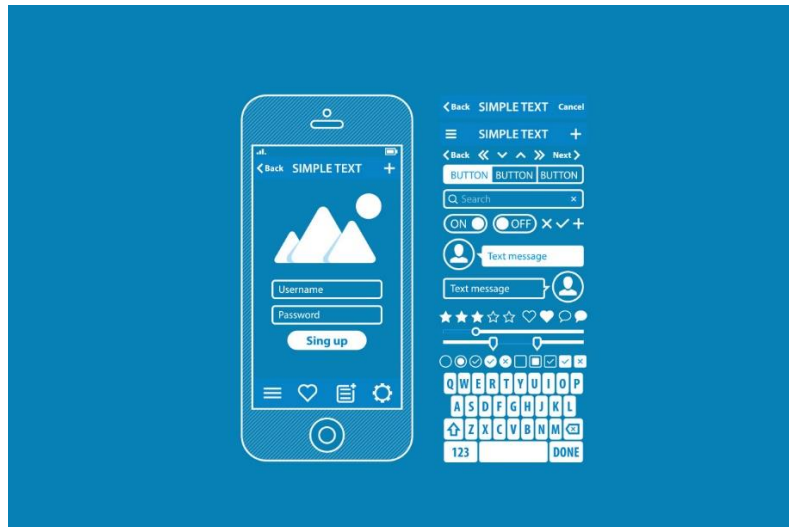 Back SIMPLE TEXT
Username
Password
Sing up
Back SIMPLE TEXT Cancel
SIMPLE TEXT
Back Next
BUTTON BUTTON BUTTON
Search
ON OFF
Text message
Text message
Q W E R T Y U I O P
A S D F G H J K L
Z X C V B N M
123 DONE